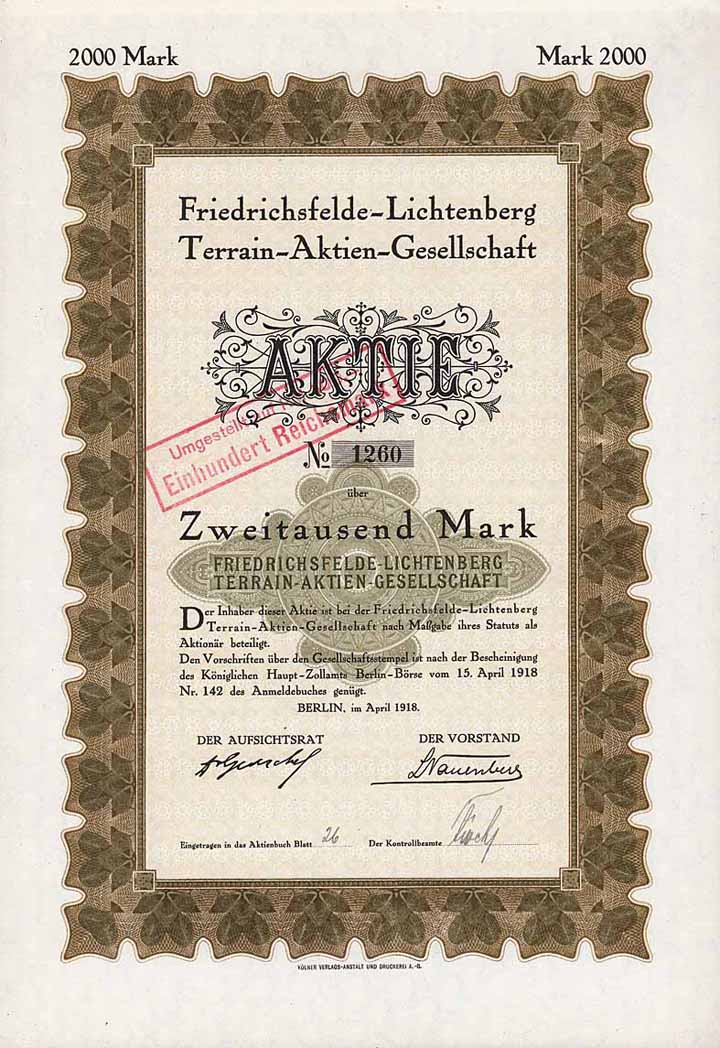 2000 Mark Mark 2000
Friedrichsfelde-Lichtenberg
Terrain-Aktien-Gesellschaft
AKTIE
Umgestellt auf
Einhundert Reichsmark
No 1260
über
Zweitausend Mark
FRIEDRICHSFELDE-LICHTENBERG
TERRAIN-AKTIEN-GESELLSCHAFT
Der Inhaber dieser Aktie ist bei der Friedrichsfelde-Lichtenberg
Terrain-Aktien-Gesellschaft nach Maßgabe ihres Statuts als
Aktionär beteiligt.
Den Vorschriften über den Gesellschaftsstempel ist nach der Bescheinigung
des Königlichen Haupt-Zollamts Berlin-Börse vom 15. April 1918
Nr. 142 des Anmeldebuches genügt.
BERLIN, im April 1918.
DER AUFSICHTSRAT DER VORSTAND
Eingetragen in das Aktienbuch Blatt 26 Der Kontrollbeamte
KÖLNER VERLAGS-ANSTALT UND DRUCKEREI A.-G.